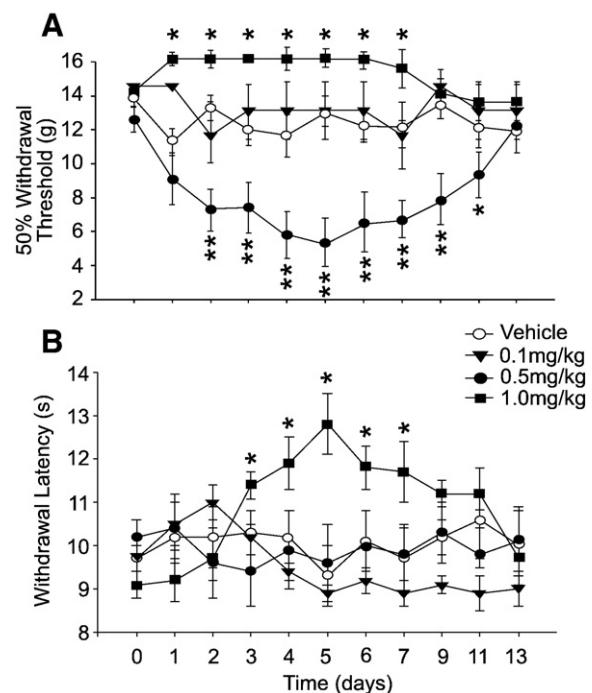 A
* * * * * * *
16
14
12
10
8
6
4
2
50% Withdrawal
Threshold (g)
** ** ** ** ** ** ** *
B
Vehicle
0.1mg/kg
0.5mg/kg
1.0mg/kg
14
13
12
11
10
9
8
Withdrawal Latency (s)
* * * * *
0 1 2 3 4 5 6 7 9 11 13
Time (days)